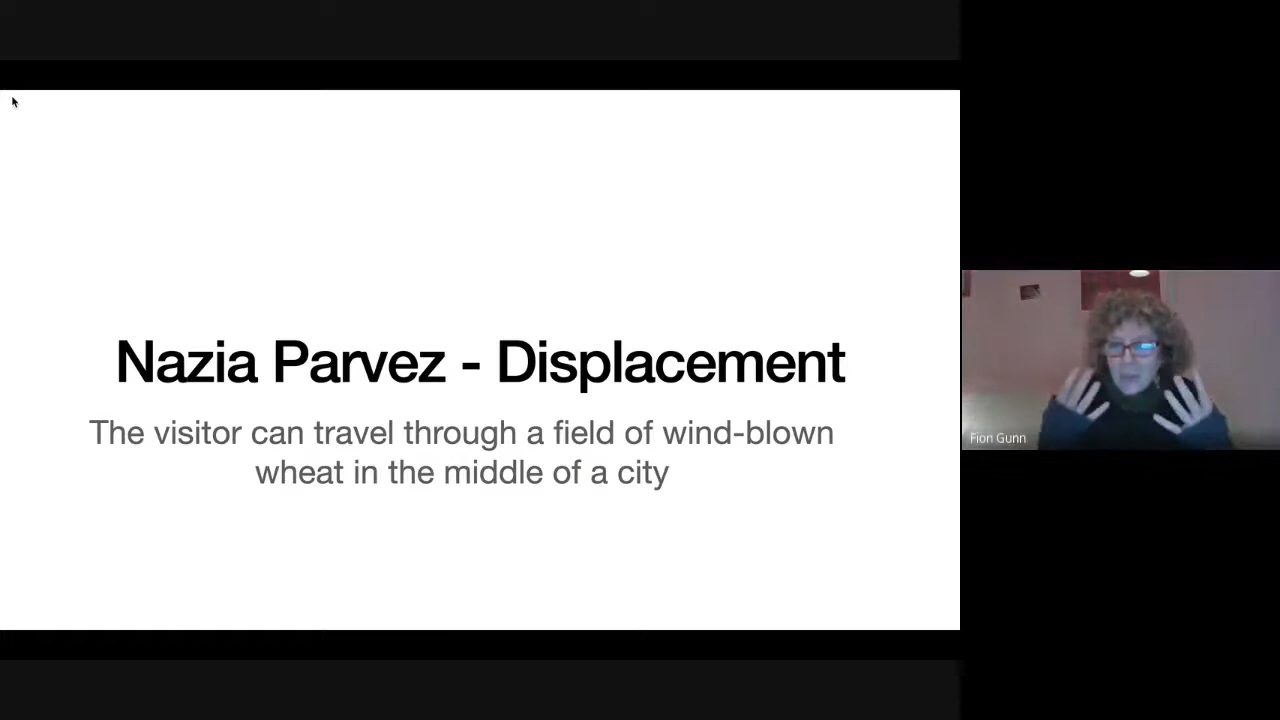 Nazia Parvez - Displacement
The visitor can travel through a field of wind-blown
wheat in the middle of a city
Fion Gunn